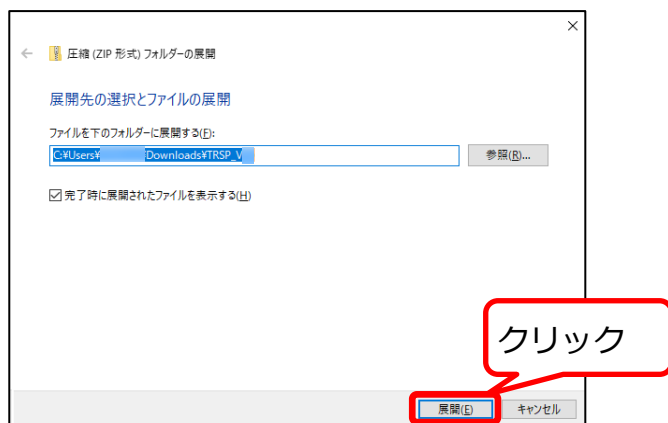 圧縮 (ZIP 形式) フォルダーの展開
展開先の選択とファイルの展開
ファイルを下のフォルダーに展開する(F):
C:¥Users¥ Downloads¥TRSP_V
参照(R)...
完了時に展開されたファイルを表示する(H)
クリック
展開(E)
キャンセル